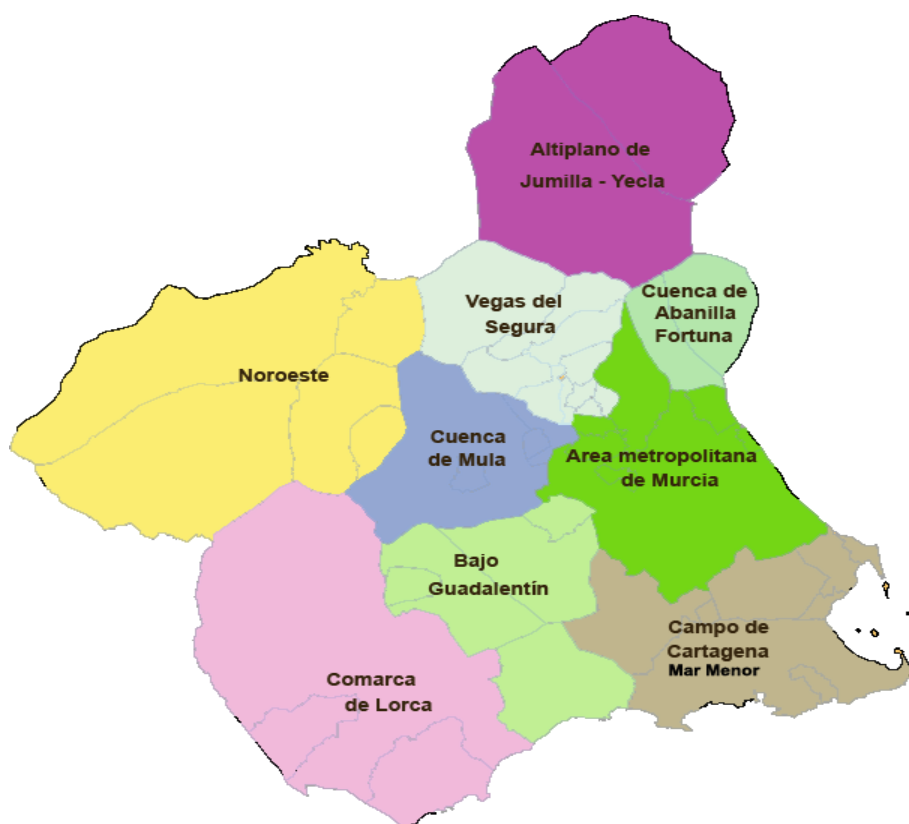 Altiplano de
Jumilla - Yecla
Cuenca de
Abanilla
Fortuna
Vegas del
Segura
Noroeste
Cuenca
de Mula
Area metropolitana
de Murcia
Bajo
Guadalentín
Campo de
Cartagena
Mar Menor
Comarca
de Lorca